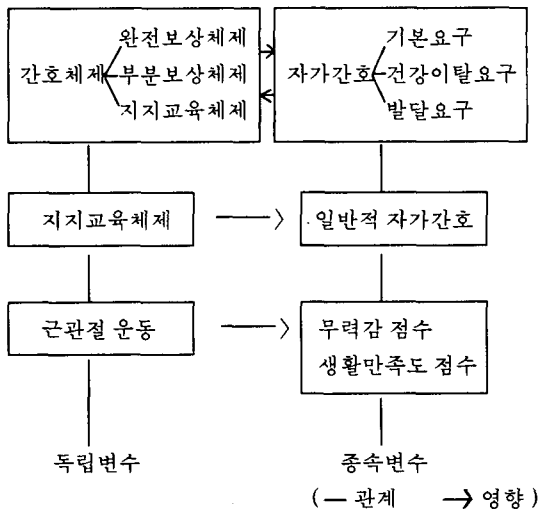 완전보상체제
간호체제 부분보상체제
지지교육체제
기본요구
자가간호 건강이탈요구
발달요구
지지교육체제
일반적 자가간호
근관절 운동
무력감 점수
생활만족도 점수
독립변수
종속변수
( — 관계 → 영향 )